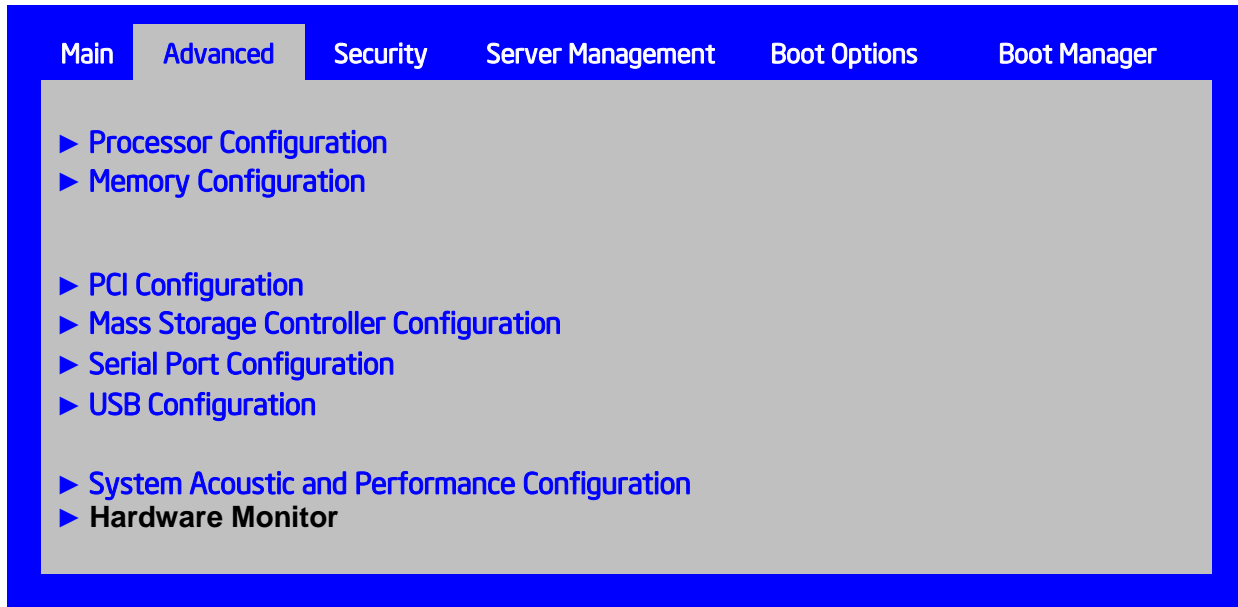 Main Advanced Security Server Management Boot Options Boot Manager
► Processor Configuration
► Memory Configuration
► PCI Configuration
► Mass Storage Controller Configuration
► Serial Port Configuration
► USB Configuration
► System Acoustic and Performance Configuration
► Hardware Monitor